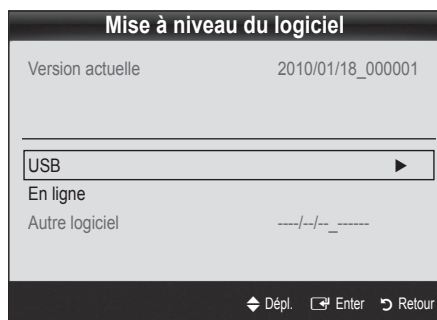 Mise à niveau du logiciel
Version actuelle 2010/01/18_000001
USB ►
En ligne
Autre logiciel ----/--/--_------
Dépl. Enter Retour